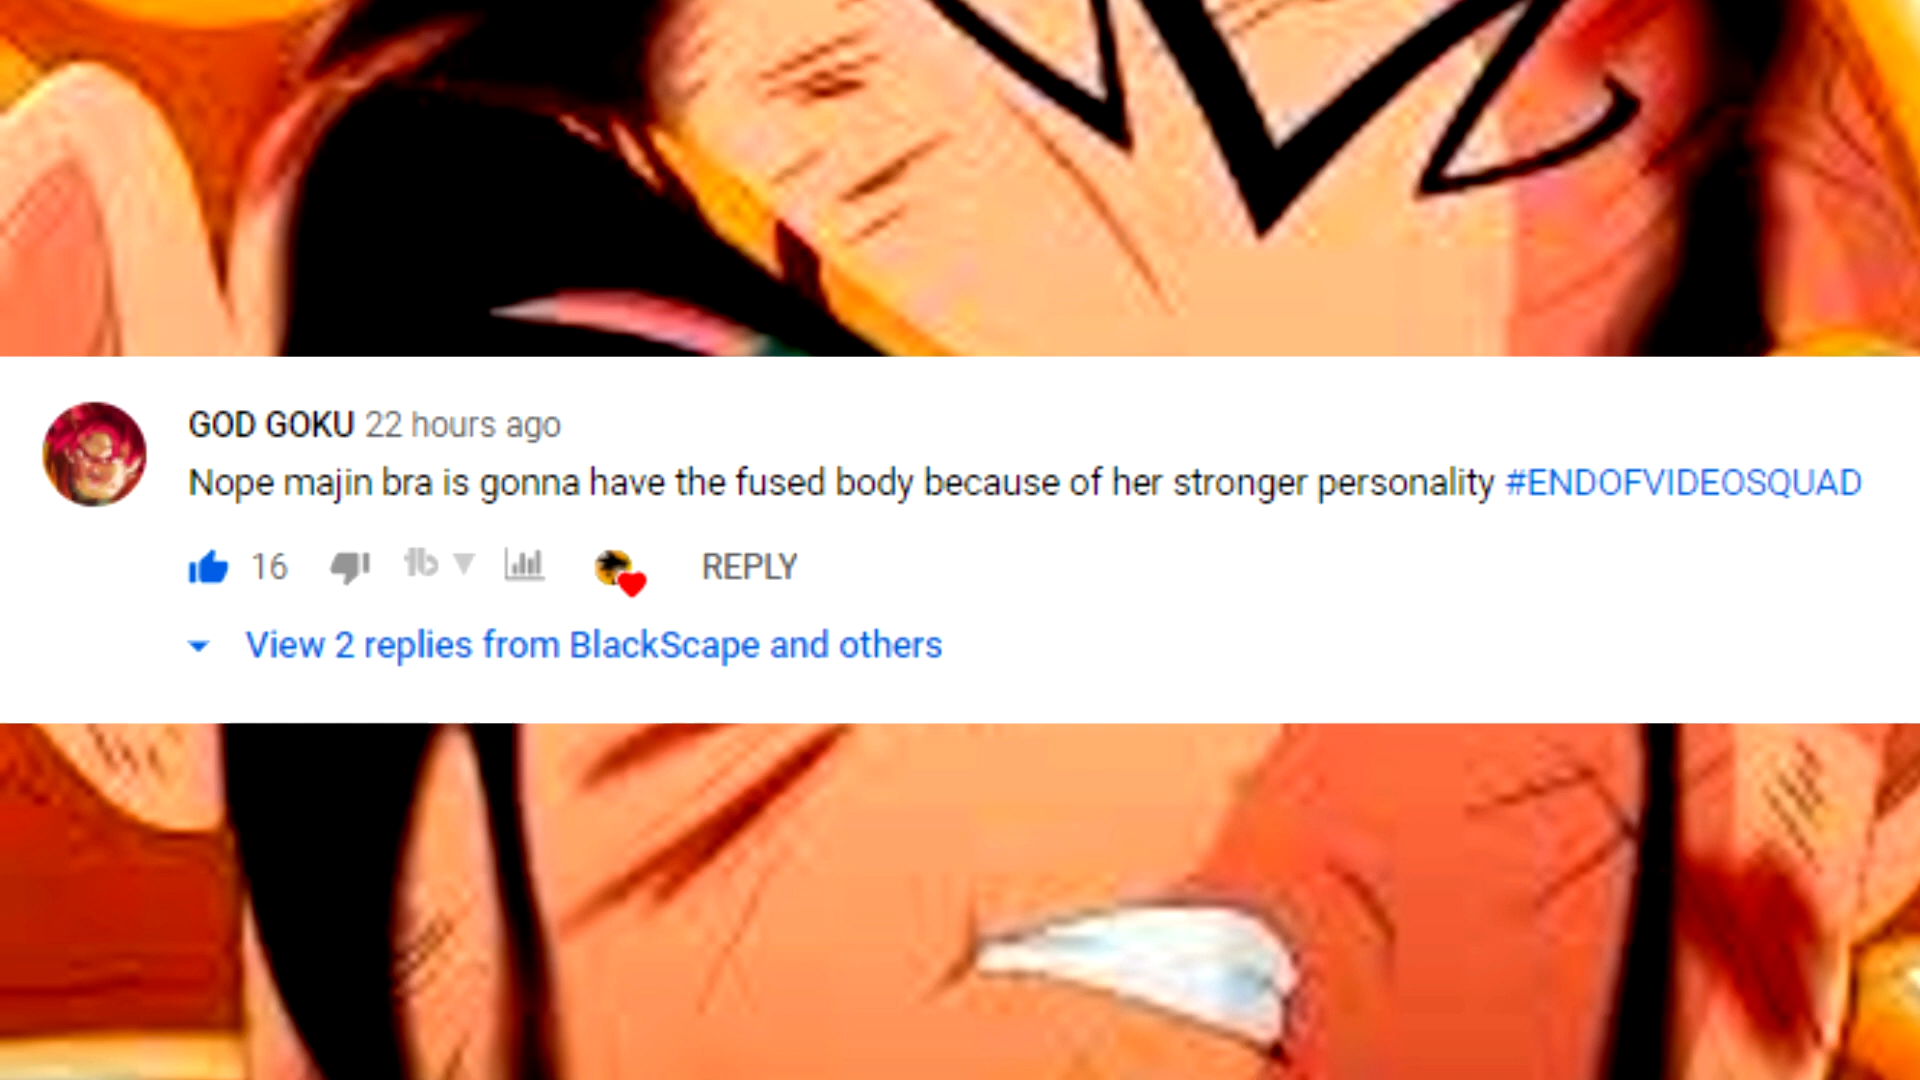 GOD GOKU 22 hours ago
Nope majin bra is gonna have the fused body because of her stronger personality #ENDOFVIDEOSQUAD
16 tb REPLY
View 2 replies from BlackScape and others